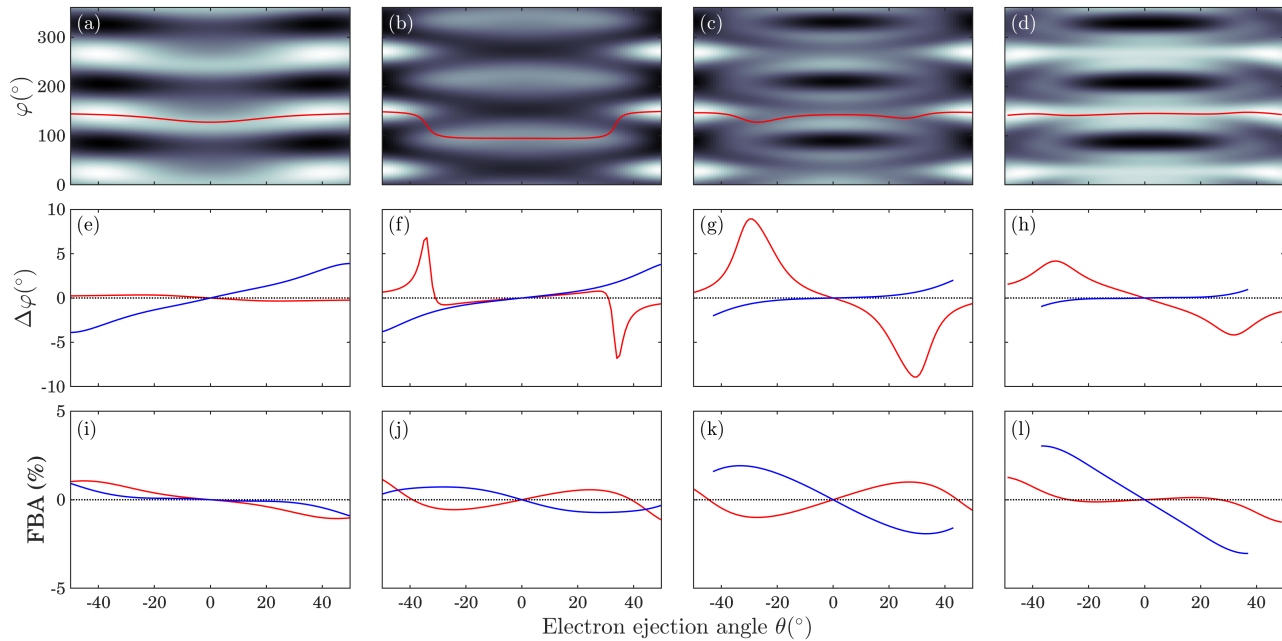 (a) (b) (c) (d)
φ(°)
300
200
100
0
(e) (f) (g) (h)
Δφ(°)
10
5
0
-5
-10
(i) (j) (k) (l)
FBA (%)
5
0
-5
-40 -20 0 20 40 -40 -20 0 20 40 -40 -20 0 20 40 -40 -20 0 20 40
Electron ejection angle θ(°)